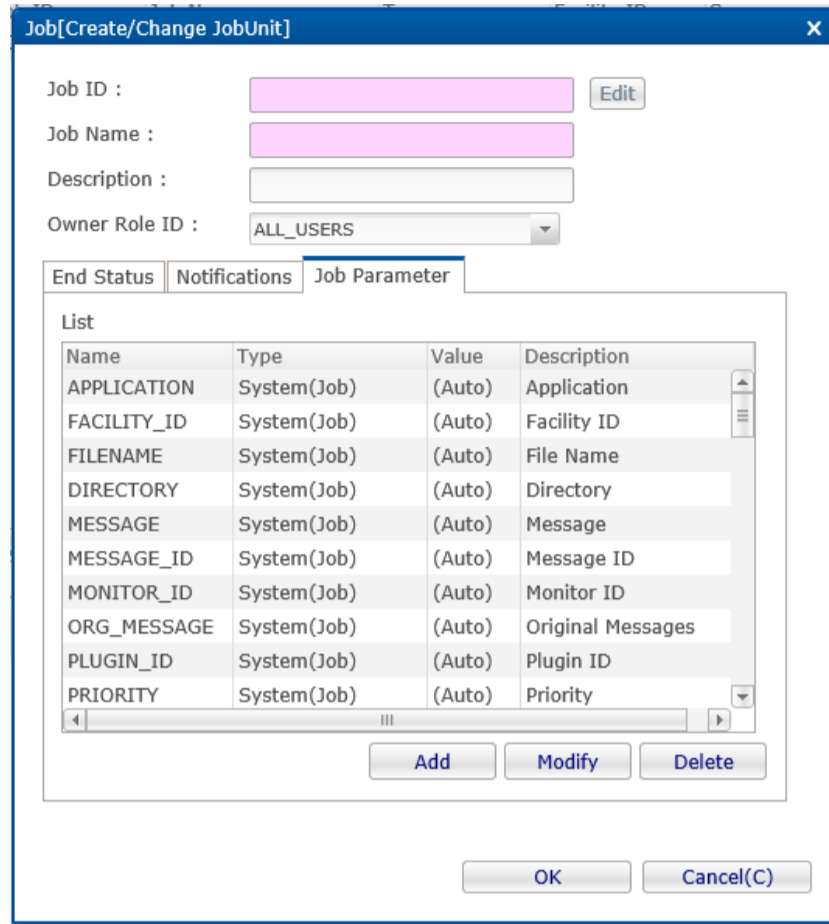 Job[Create/Change JobUnit]
Job ID :
Edit
Job Name :
Description :
Owner Role ID : ALL_USERS
End Status Notifications Job Parameter
List
Name Type Value Description
APPLICATION System(Job) (Auto) Application
FACILITY_ID System(Job) (Auto) Facility ID
FILENAME System(Job) (Auto) File Name
DIRECTORY System(Job) (Auto) Directory
MESSAGE System(Job) (Auto) Message
MESSAGE_ID System(Job) (Auto) Message ID
MONITOR_ID System(Job) (Auto) Monitor ID
ORG_MESSAGE System(Job) (Auto) Original Messages
PLUGIN_ID System(Job) (Auto) Plugin ID
PRIORITY System(Job) (Auto) Priority
Add Modify Delete
OK Cancel(C)